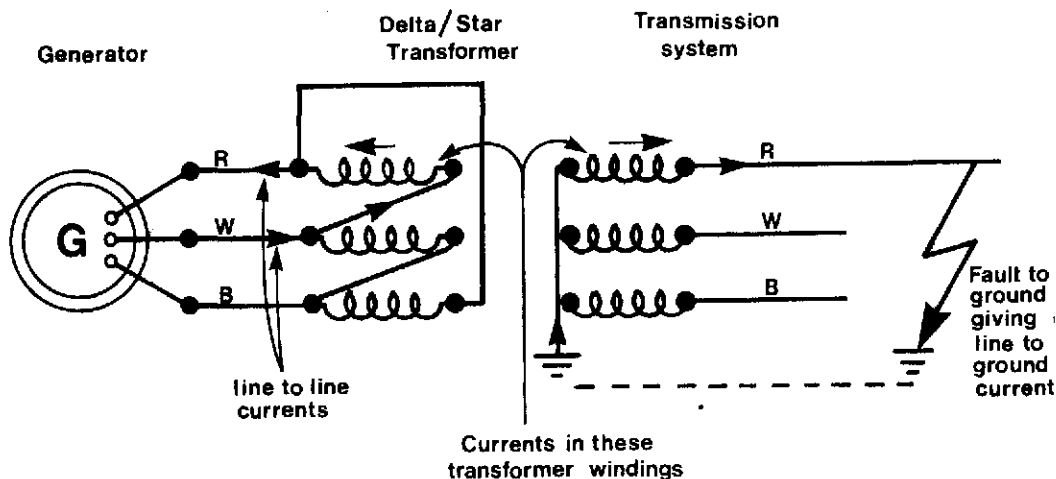 Generator
Delta/Star
Transformer
Transmission
system
R
W
B
G
R
W
B
line to line
currents
Fault to
ground
giving
line to
ground
current
Currents in these
transformer windings